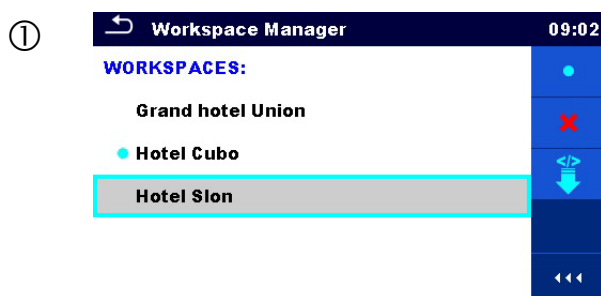 ①
Workspace Manager 09:02
WORKSPACES:
Grand hotel Union
Hotel Cubo
Hotel Slon